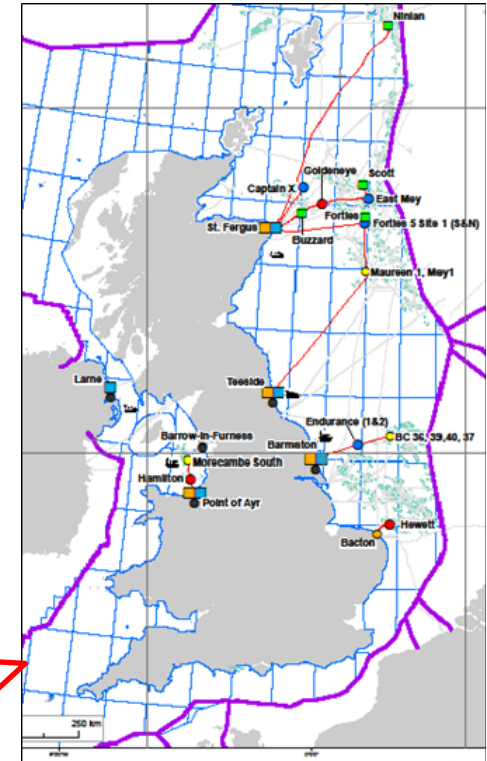 Ninian
Goldeneye
Scott
Captain X
East Mey
Forties
St. Fergus
Forties 5 Site 1 (S&N)
Buzzard
Maureen 1, Mey1
Larne
Teeside
Endurance (1&2)
Barrow-in-Furness
Barmston
BC 36, 39,40, 37
Morecambe South
Hamilton
Point of Ayr
Hewett
Bacton
250 km